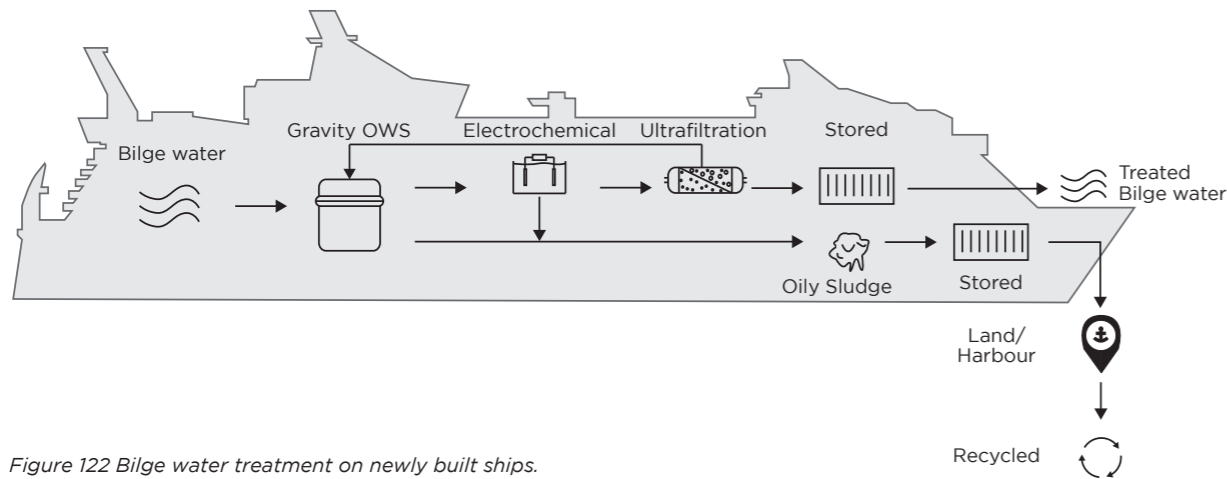 Gravity OWS
Electrochemical
Ultrafiltration
Stored
Bilge water
Treated
Bilge water
Oily Sludge
Stored
Land/
Harbour
Recycled
Figure 122 Bilge water treatment on newly built ships.